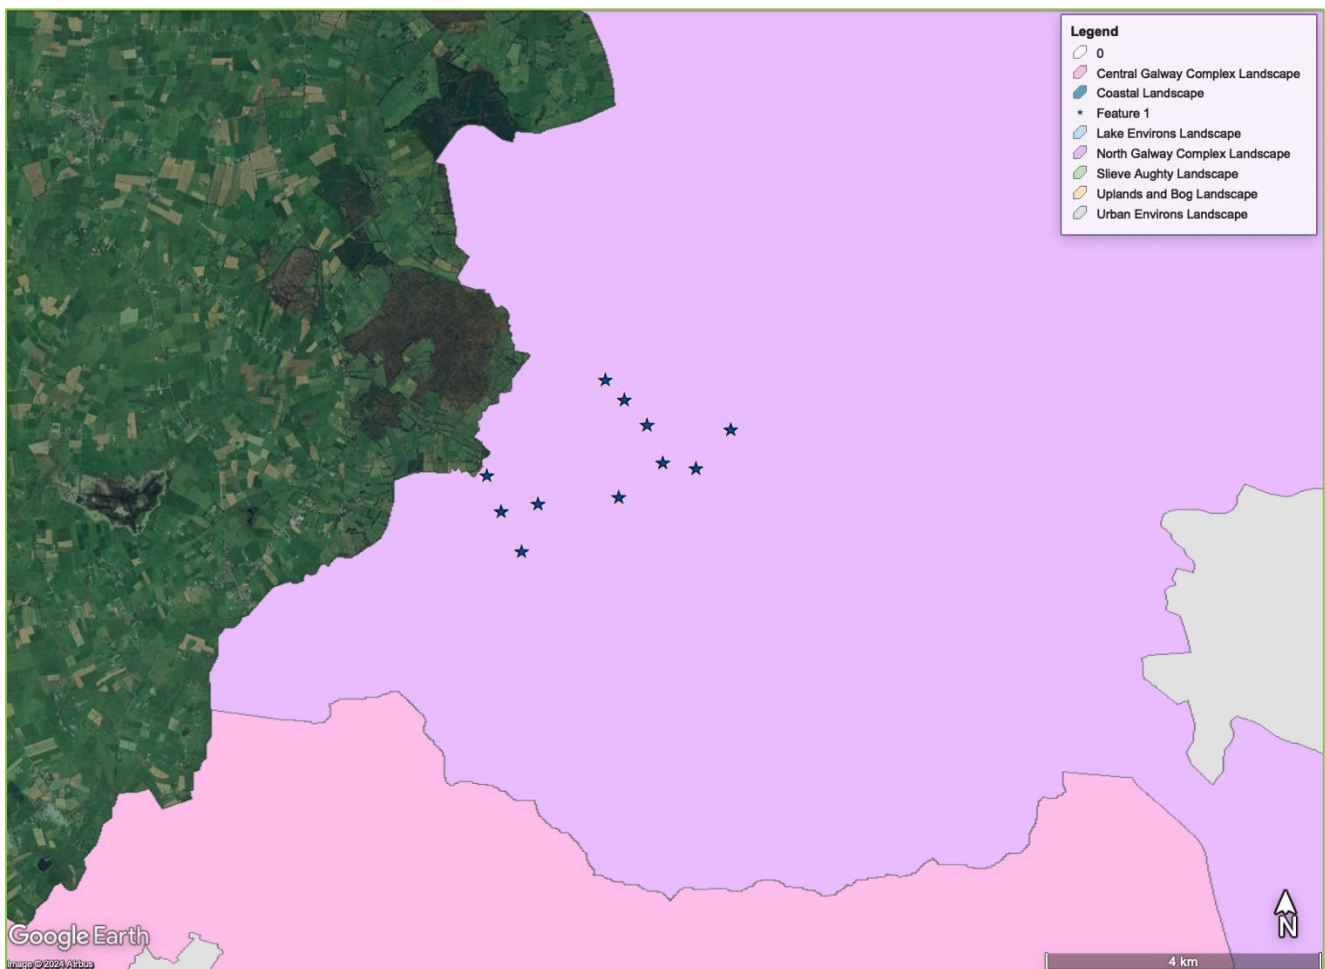 Legend
0
Central Galway Complex Landscape
Coastal Landscape
Feature 1
Lake Environs Landscape
North Galway Complex Landscape
Slieve Aughty Landscape
Uplands and Bog Landscape
Urban Environs Landscape
N
Google Earth
Image © 2024 Airbus
4 km